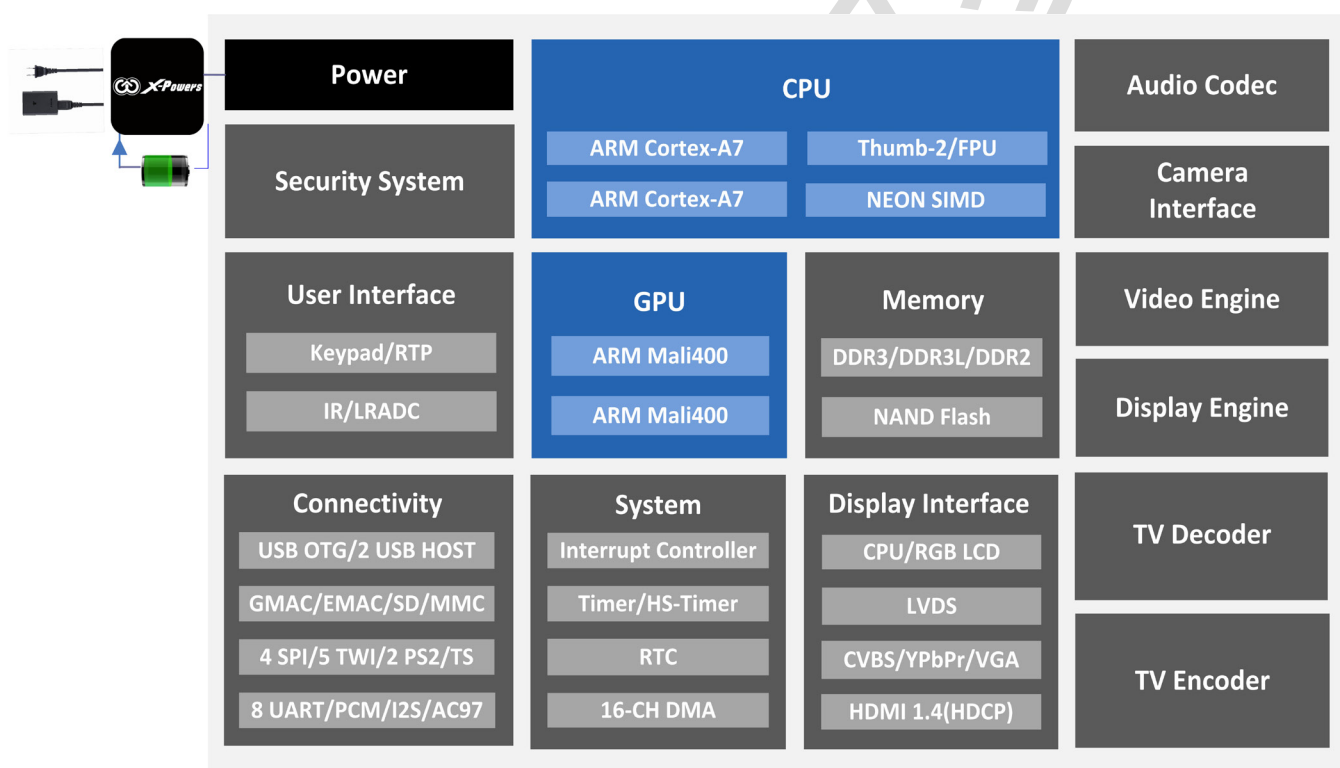 X-Powers
Power
Security System
CPU
ARM Cortex-A7
Thumb-2/FPU
ARM Cortex-A7
NEON SIMD
Audio Codec
Camera
Interface
User Interface
Keypad/RTP
IR/LRADC
GPU
ARM Mali400
ARM Mali400
Memory
DDR3/DDR3L/DDR2
NAND Flash
Video Engine
Display Engine
Connectivity
USB OTG/2 USB HOST
GMAC/EMAC/SD/MMC
4 SPI/5 TWI/2 PS2/TS
8 UART/PCM/I2S/AC97
System
Interrupt Controller
Timer/HS-Timer
RTC
16-CH DMA
Display Interface
CPU/RGB LCD
LVDS
CVBS/YPbPr/VGA
HDMI 1.4(HDCP)
TV Decoder
TV Encoder